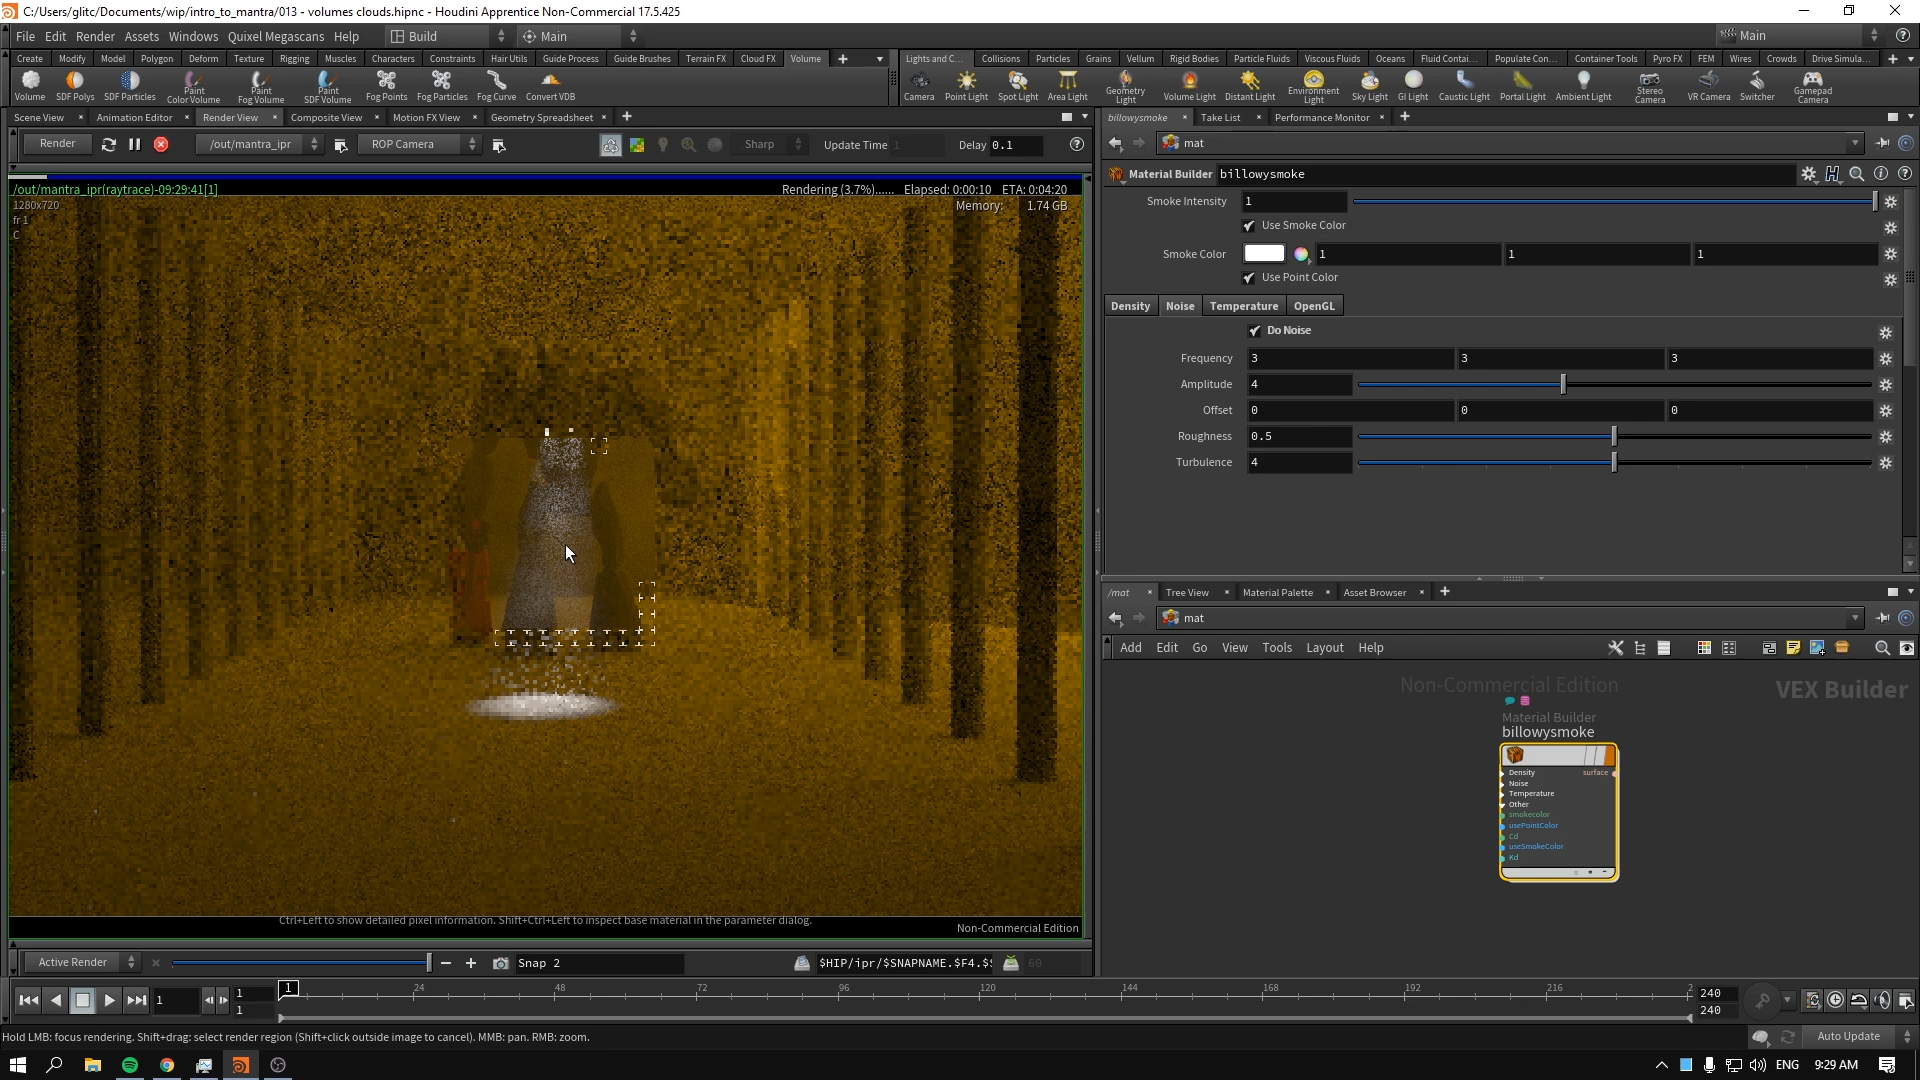 C:/Users/glitc/Documents/wip/intro_to_mantra/013 - volumes clouds.hipnc - Houdini Apprentice Non-Commercial 17.5.425
File Edit Render Assets Windows Quixel Megascans Help Build Main Main
Create Modify Model Polygon Deform Texture Rigging Muscles Characters Constraints Hair Utils Guide Process Guide Brushes Terrain FX Cloud FX Volume
Lights and C... Collisions Particles Grains Vellum Rigid Bodies Particle Fluids Viscous Fluids Oceans Fluid Contai... Populate Con... Container Tools Pyro FX FEM Wires Crowds Drive Simula...
Volume SDF Polys SDF Particles Paint Color Volume Paint Fog Volume Paint SDF Volume Fog Points Fog Particles Fog Curve Convert VDB
Camera Point Light Spot Light Area Light Geometry Light Volume Light Distant Light Environment Light Sky Light GI Light Caustic Light Portal Light Ambient Light Stereo Camera VR Camera Switcher Gamepad Camera
Scene View Animation Editor Render View Composite View Motion FX View Geometry Spreadsheet
billowysmoke Take List Performance Monitor
Render /out/mantra_ipr ROP Camera Sharp Update Time 1 Delay 0.1
mat
Material Builder billowysmoke
/out/mantra_ipr(raytrace)-09:29:41[1] Rendering (3.7%)...... Elapsed: 0:00:10 ETA: 0:04:20
1280x720 Memory: 1.74 GB
fr 1
C
Smoke Intensity 1
Use Smoke Color
Smoke Color 1 1 1
Use Point Color
Density Noise Temperature OpenGL
Do Noise
Frequency 3 3 3
Amplitude 4
Offset 0 0 0
Roughness 0.5
Turbulence 4
/mat Tree View Material Palette Asset Browser
mat
Add Edit Go View Tools Layout Help
Non-Commercial Edition VEX Builder
Material Builder
billowysmoke
Density surface
Noise
Temperature
Other
smokecolor
usePointColor
Cd
useSmokeColor
Kd
Ctrl+Left to show detailed pixel information. Shift+Ctrl+Left to inspect base material in the parameter dialog.
Non-Commercial Edition
Active Render Snap 2 $HIP/ipr/$SNAPNAME.$F4.$ 60
1 1 1 24 48 72 96 120 144 168 192 216 2 240
1 240
Hold LMB: focus rendering. Shift+drag: select render region (Shift+click outside image to cancel). MMB: pan. RMB: zoom. Auto Update
ENG 9:29 AM